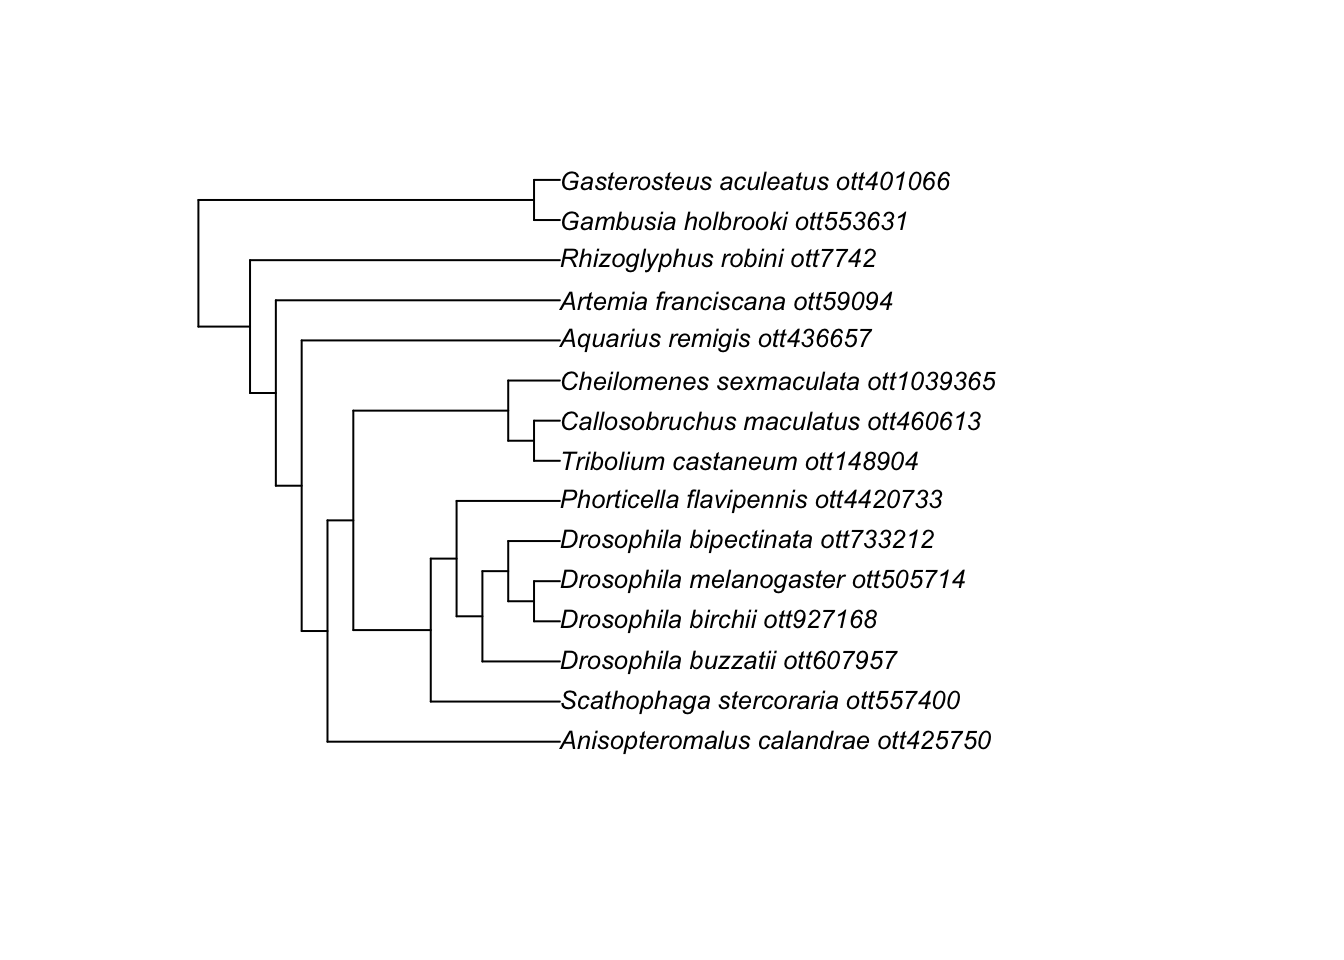 Gasterosteus aculeatus ott401066
Gambusia holbrooki ott553631
Rhizoglyphus robini ott7742
Artemia franciscana ott59094
Aquarius remigis ott436657
Cheilomenes sexmaculata ott1039365
Callosobruchus maculatus ott460613
Tribolium castaneum ott148904
Phorticella flavipennis ott4420733
Drosophila bipectinata ott733212
Drosophila melanogaster ott505714
Drosophila birchii ott927168
Drosophila buzzatii ott607957
Scathophaga stercoraria ott557400
Anisopteromalus calandrae ott425750